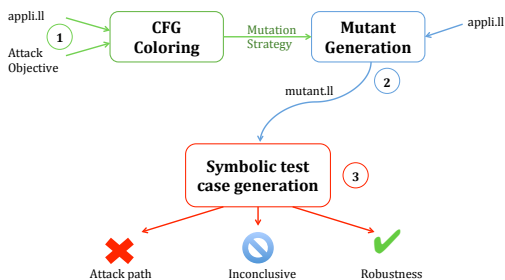 appli.ll
1
Attack
Objective
CFG
Coloring
Mutation
Strategy
Mutant
Generation
appli.ll
2
mutant.ll
Symbolic test
case generation
3
Attack path
Inconclusive
Robustness